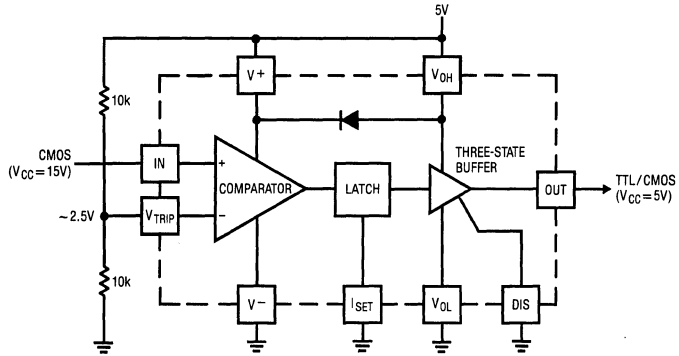 5V
V+
VOH
10k
CMOS
(VCC = 15V)
IN
+
COMPARATOR
LATCH
THREE-STATE
BUFFER
OUT
TTL/CMOS
(VCC = 5V)
~2.5V
VTRIP
−
10k
V−
ISET
VOL
DIS